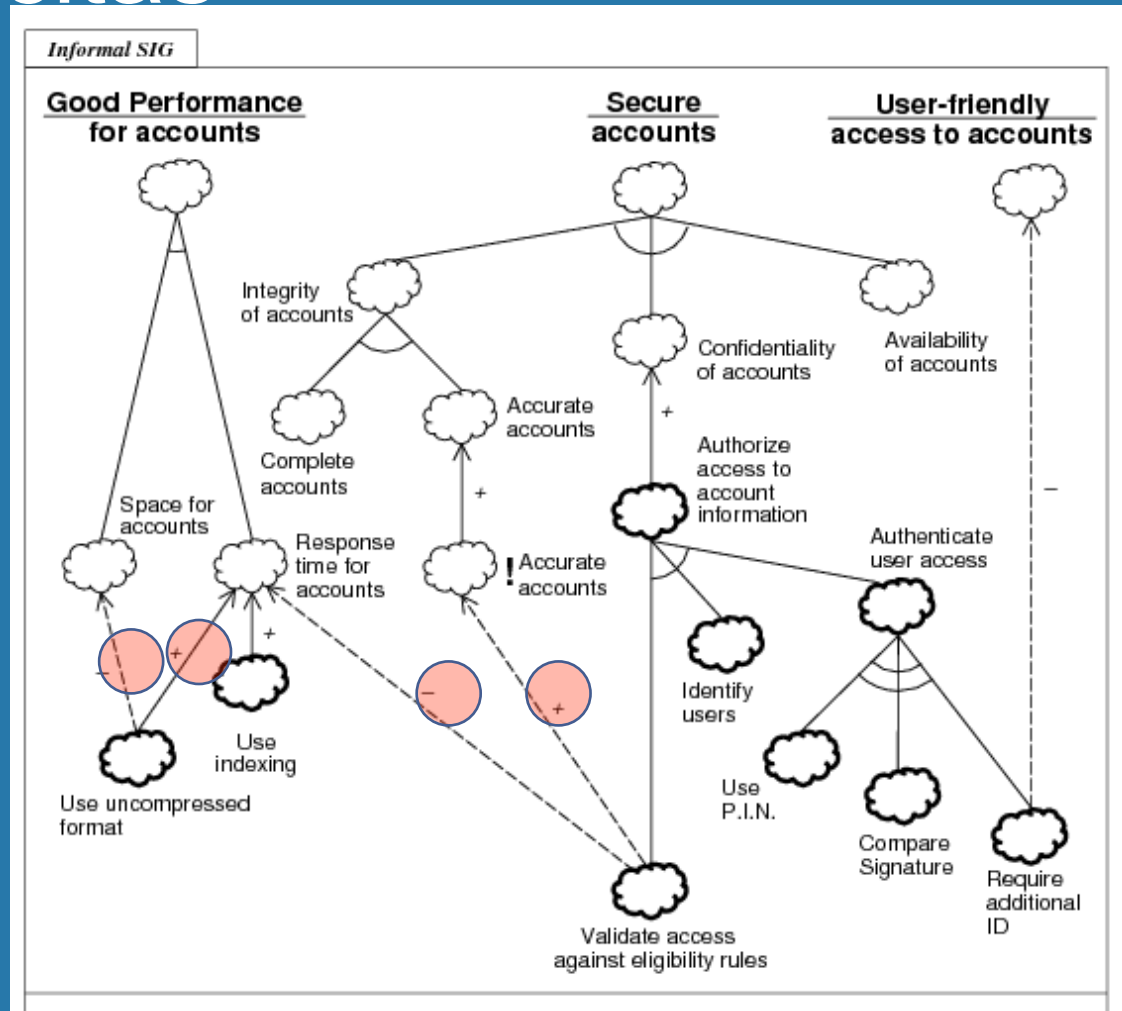 Informal SIG
Good Performance
for accounts
Secure
accounts
User-friendly
access to accounts
Integrity
of accounts
Confidentiality
of accounts
Availability
of accounts
Accurate
accounts
+
Complete
accounts
Authorize
access to
account
information
+
–
Space for
accounts
Response
time for
accounts
! Accurate
accounts
Authenticate
user access
–
+
+
–
+
Identify
users
Use
indexing
Use uncompressed
format
Use
P.I.N.
Compare
Signature
Require
additional
ID
Validate access
against eligibility rules